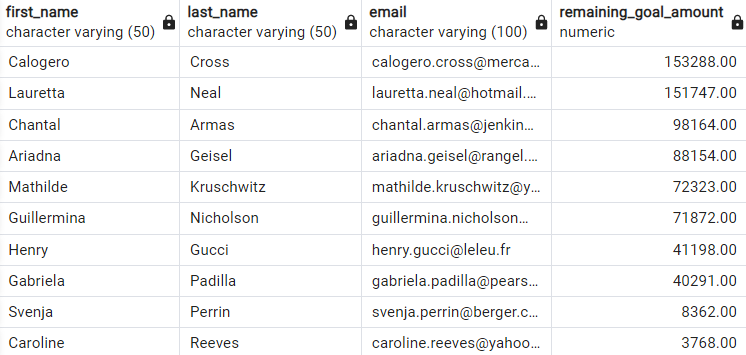 first_name last_name email remaining_goal_amount
character varying (50) character varying (50) character varying (100) numeric
Calogero Cross calogero.cross@merca... 153288.00
Lauretta Neal lauretta.neal@hotmail.... 151747.00
Chantal Armas chantal.armas@jenkin... 98164.00
Ariadna Geisel ariadna.geisel@rangel.... 88154.00
Mathilde Kruschwitz mathilde.kruschwitz@y... 72323.00
Guillermina Nicholson guillermina.nicholson... 71872.00
Henry Gucci henry.gucci@leleu.fr 41198.00
Gabriela Padilla gabriela.padilla@pears... 40291.00
Svenja Perrin svenja.perrin@berger.c... 8362.00
Caroline Reeves caroline.reeves@yahoo... 3768.00